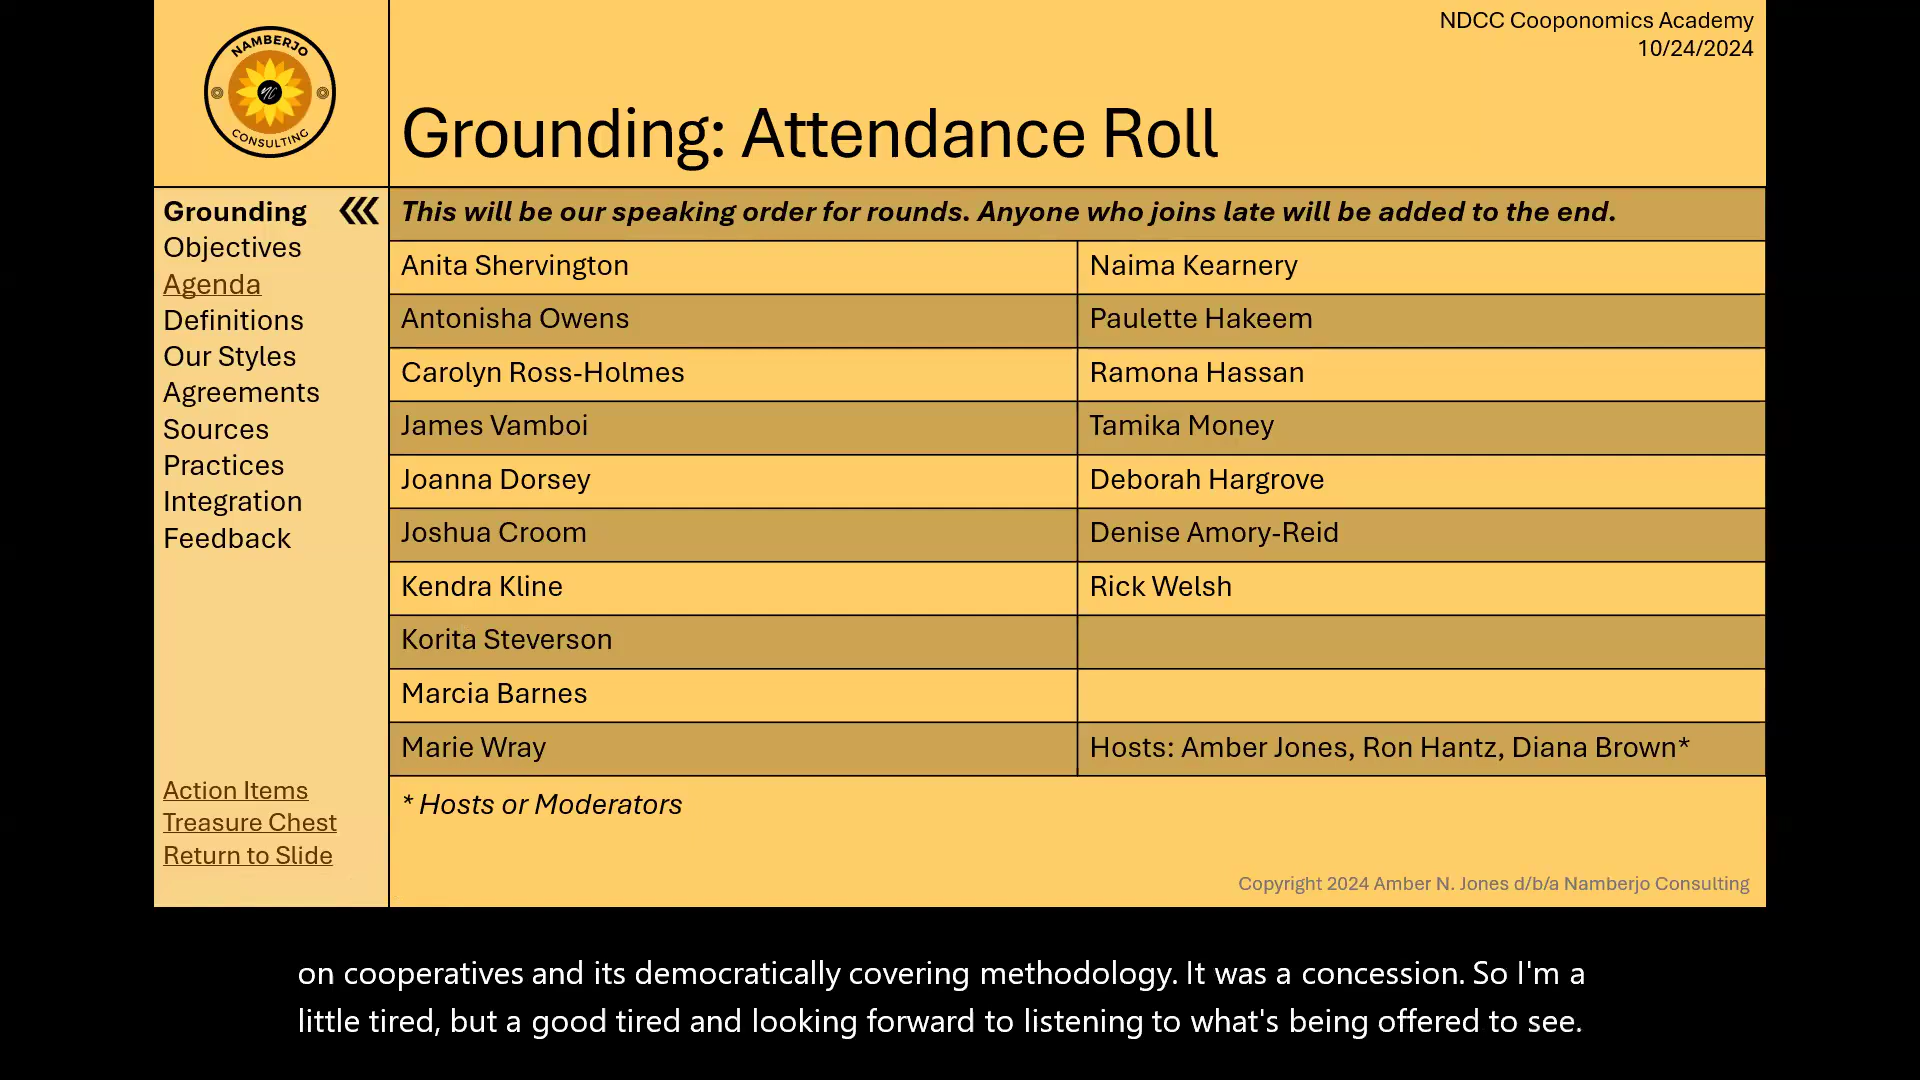 NAMBERJO
CONSULTING
NDCC Cooponomics Academy
10/24/2024
Grounding: Attendance Roll
Grounding
Objectives
Agenda
Definitions
Our Styles
Agreements
Sources
Practices
Integration
Feedback
Action Items
Treasure Chest
Return to Slide
This will be our speaking order for rounds. Anyone who joins late will be added to the end.
Anita Shervington
Naima Kearnery
Antonisha Owens
Paulette Hakeem
Carolyn Ross-Holmes
Ramona Hassan
James Vamboi
Tamika Money
Joanna Dorsey
Deborah Hargrove
Joshua Croom
Denise Amory-Reid
Kendra Kline
Rick Welsh
Korita Steverson
Marcia Barnes
Marie Wray
Hosts: Amber Jones, Ron Hantz, Diana Brown*
* Hosts or Moderators
Copyright 2024 Amber N. Jones d/b/a Namberjo Consulting
on cooperatives and its democratically covering methodology. It was a concession. So I'm a
little tired, but a good tired and looking forward to listening to what's being offered to see.